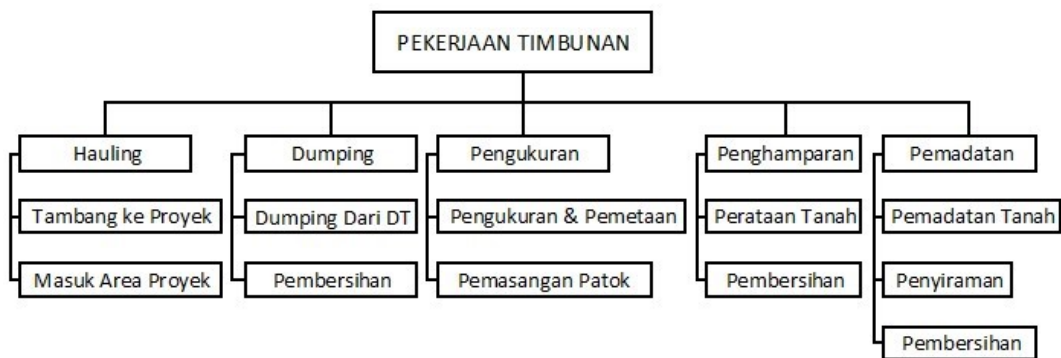 PEKERJAAN TIMBUNAN
Hauling
Tambang ke Proyek
Masuk Area Proyek
Dumping
Dumping Dari DT
Pembersihan
Pengukuran
Pengukuran & Pemetaan
Pemasangan Patok
Penghamparan
Perataan Tanah
Pembersihan
Pemadatan
Pemadatan Tanah
Penyiraman
Pembersihan